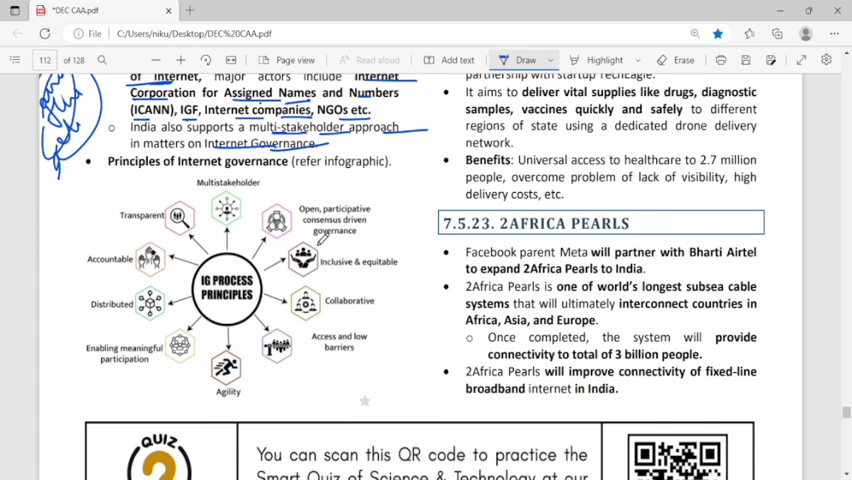 *DEC CAA.pdf
File
C:/Users/niku/Desktop/DEC%20CAA.pdf
112 of 128
Page view
Read aloud
Add text
Draw
Highlight
Erase
of Internet, major actors include Internet
Corporation for Assigned Names and Numbers
(ICANN), IGF, Internet companies, NGOs etc.
o India also supports a multi-stakeholder approach
in matters on Internet Governance.
• Principles of Internet governance (refer infographic).
Multistakeholder
Transparent
Open, participative
consensus driven
governance
Accountable
Inclusive & equitable
IG PROCESS
PRINCIPLES
Distributed
Collaborative
Enabling meaningful
participation
Access and low
barriers
Agility
partnership with startup TechEagle.
• It aims to deliver vital supplies like drugs, diagnostic
samples, vaccines quickly and safely to different
regions of state using a dedicated drone delivery
network.
• Benefits: Universal access to healthcare to 2.7 million
people, overcome problem of lack of visibility, high
delivery costs, etc.
7.5.23. 2AFRICA PEARLS
• Facebook parent Meta will partner with Bharti Airtel
to expand 2Africa Pearls to India.
• 2Africa Pearls is one of world's longest subsea cable
systems that will ultimately interconnect countries in
Africa, Asia, and Europe.
o Once completed, the system will provide
connectivity to total of 3 billion people.
• 2Africa Pearls will improve connectivity of fixed-line
broadband internet in India.
QUIZ
You can scan this QR code to practice the
Smart Quiz of Science & Technology at our